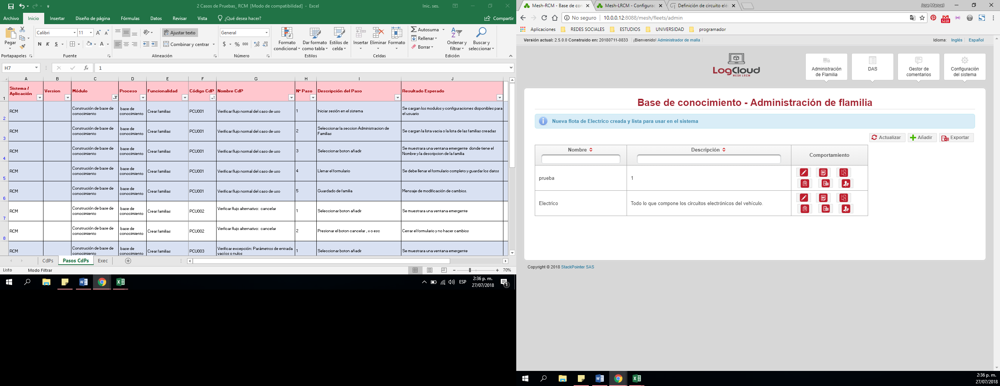 2 Casos de Pruebas_ RCM [Modo de compatibilidad] - Excel
Inic. ses.
Archivo Inicio Insertar Diseño de página Fórmulas Datos Revisar Vista ¿Qué desea hacer? Compartir
Pegar
Calibri 11
N K S
Ajustar texto
Combinar y centrar
General
$ % 000
Formato condicional
Dar formato como tabla
Estilos de celda
Insertar Eliminar Formato
Autosuma
Rellenar
Borrar
Ordenar y filtrar
Buscar y seleccionar
Portapapeles Fuente Alineación Número Estilos Celdas Edición
H7 fx 1
A B C D E F G H I J
1 Sistema / Aplicación Version Módulo Proceso Funcionalidad Código CdP Nombre CdP N° Paso Descripción del Paso Resultado Esperado
2 RCM Construción de base de conocimiento base de conocimiento Crear familias PCU001 Verificar flujo normal del caso de uso 1 Iniciar sesión en el sistema Se cargan los modulos y configuraciones disponibles para el usuario
3 RCM Construción de base de conocimiento base de conocimiento Crear familias PCU001 Verificar flujo normal del caso de uso 2 Seleccionar la seccion Administracion de Familias Se cargan la lista vacia o la lista de las familias creadas
4 RCM Construción de base de conocimiento base de conocimiento Crear familias PCU001 Verificar flujo normal del caso de uso 3 Seleccionar boton añadir Se muestrara una ventana emergente donde tiene el Nombre y la descripcion de la familia
5 RCM Construción de base de conocimiento base de conocimiento Crear familias PCU001 Verificar flujo normal del caso de uso 4 Llenar el formulario Se debe llenar el formulario completo y guardar los datos
6 RCM Construción de base de conocimiento base de conocimiento Crear familias PCU001 Verificar flujo normal del caso de uso 5 Guardado de familia Mensaje de modificación de cambios.
7 RCM Construción de base de conocimiento base de conocimiento Crear familias PCU002 Verficar flujo alternativo: cancelar 1 Seleccionar boton añadir Se muestrara una ventana emergente
8 RCM Construción de base de conocimiento base de conocimiento Crear familias PCU002 Verficar flujo alternativo: cancelar 2 Presionar el boton cancelar , x o esc Cerrar el formulario y no hacer cambios
RCM Construción de base de conocimiento base de conocimiento Crear familias PCU003 Verificar excepción: Parámetros de entrada vacíos o nulos 1 Seleccionar boton añadir Se muestrara una ventana emergente
CdPs Pasos CdPs Exec
Listo Modo Filtrar 70%
ESP 2:36 p. m.
27/07/2018 1
Mesh-RCM - Base de con Mesh-LRCM - Configurac Definición de circuito elé Jose Manuel
No seguro 10.0.0.12:8088/mesh/fleets/admin 5228
Aplicaciones REDES SOCIALES ESTUDIOS UNIVERSIDAD programador
Versión actual: 2.5.0.0 Construido en: 20180711-0833 ¡Bienvenido! Administrador de malla
Idioma: Inglés Español
LogCloud
MESH LRCM
Administración de Flamilia
DAS
Gestor de comentarios
Configuración del sistema
Base de conocimiento - Administración de flamilia
Nueva flota de Electrico creada y lista para usar en el sistema
Actualizar Añadir Exportar
Nombre Descripción Comportamiento
prueba 1
Electrico Todo lo que compone los circuitos electrónicos del vehículo.
Copyright © 2018 StackPointer SAS
2:36 p. m.
27/07/2018